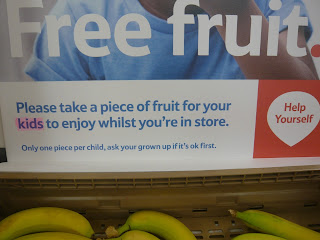 Free fruit.
Please take a piece of fruit for your
kids to enjoy whilst you're in store.
Only one piece per child, ask your grown up if it's ok first.
Help
Yourself